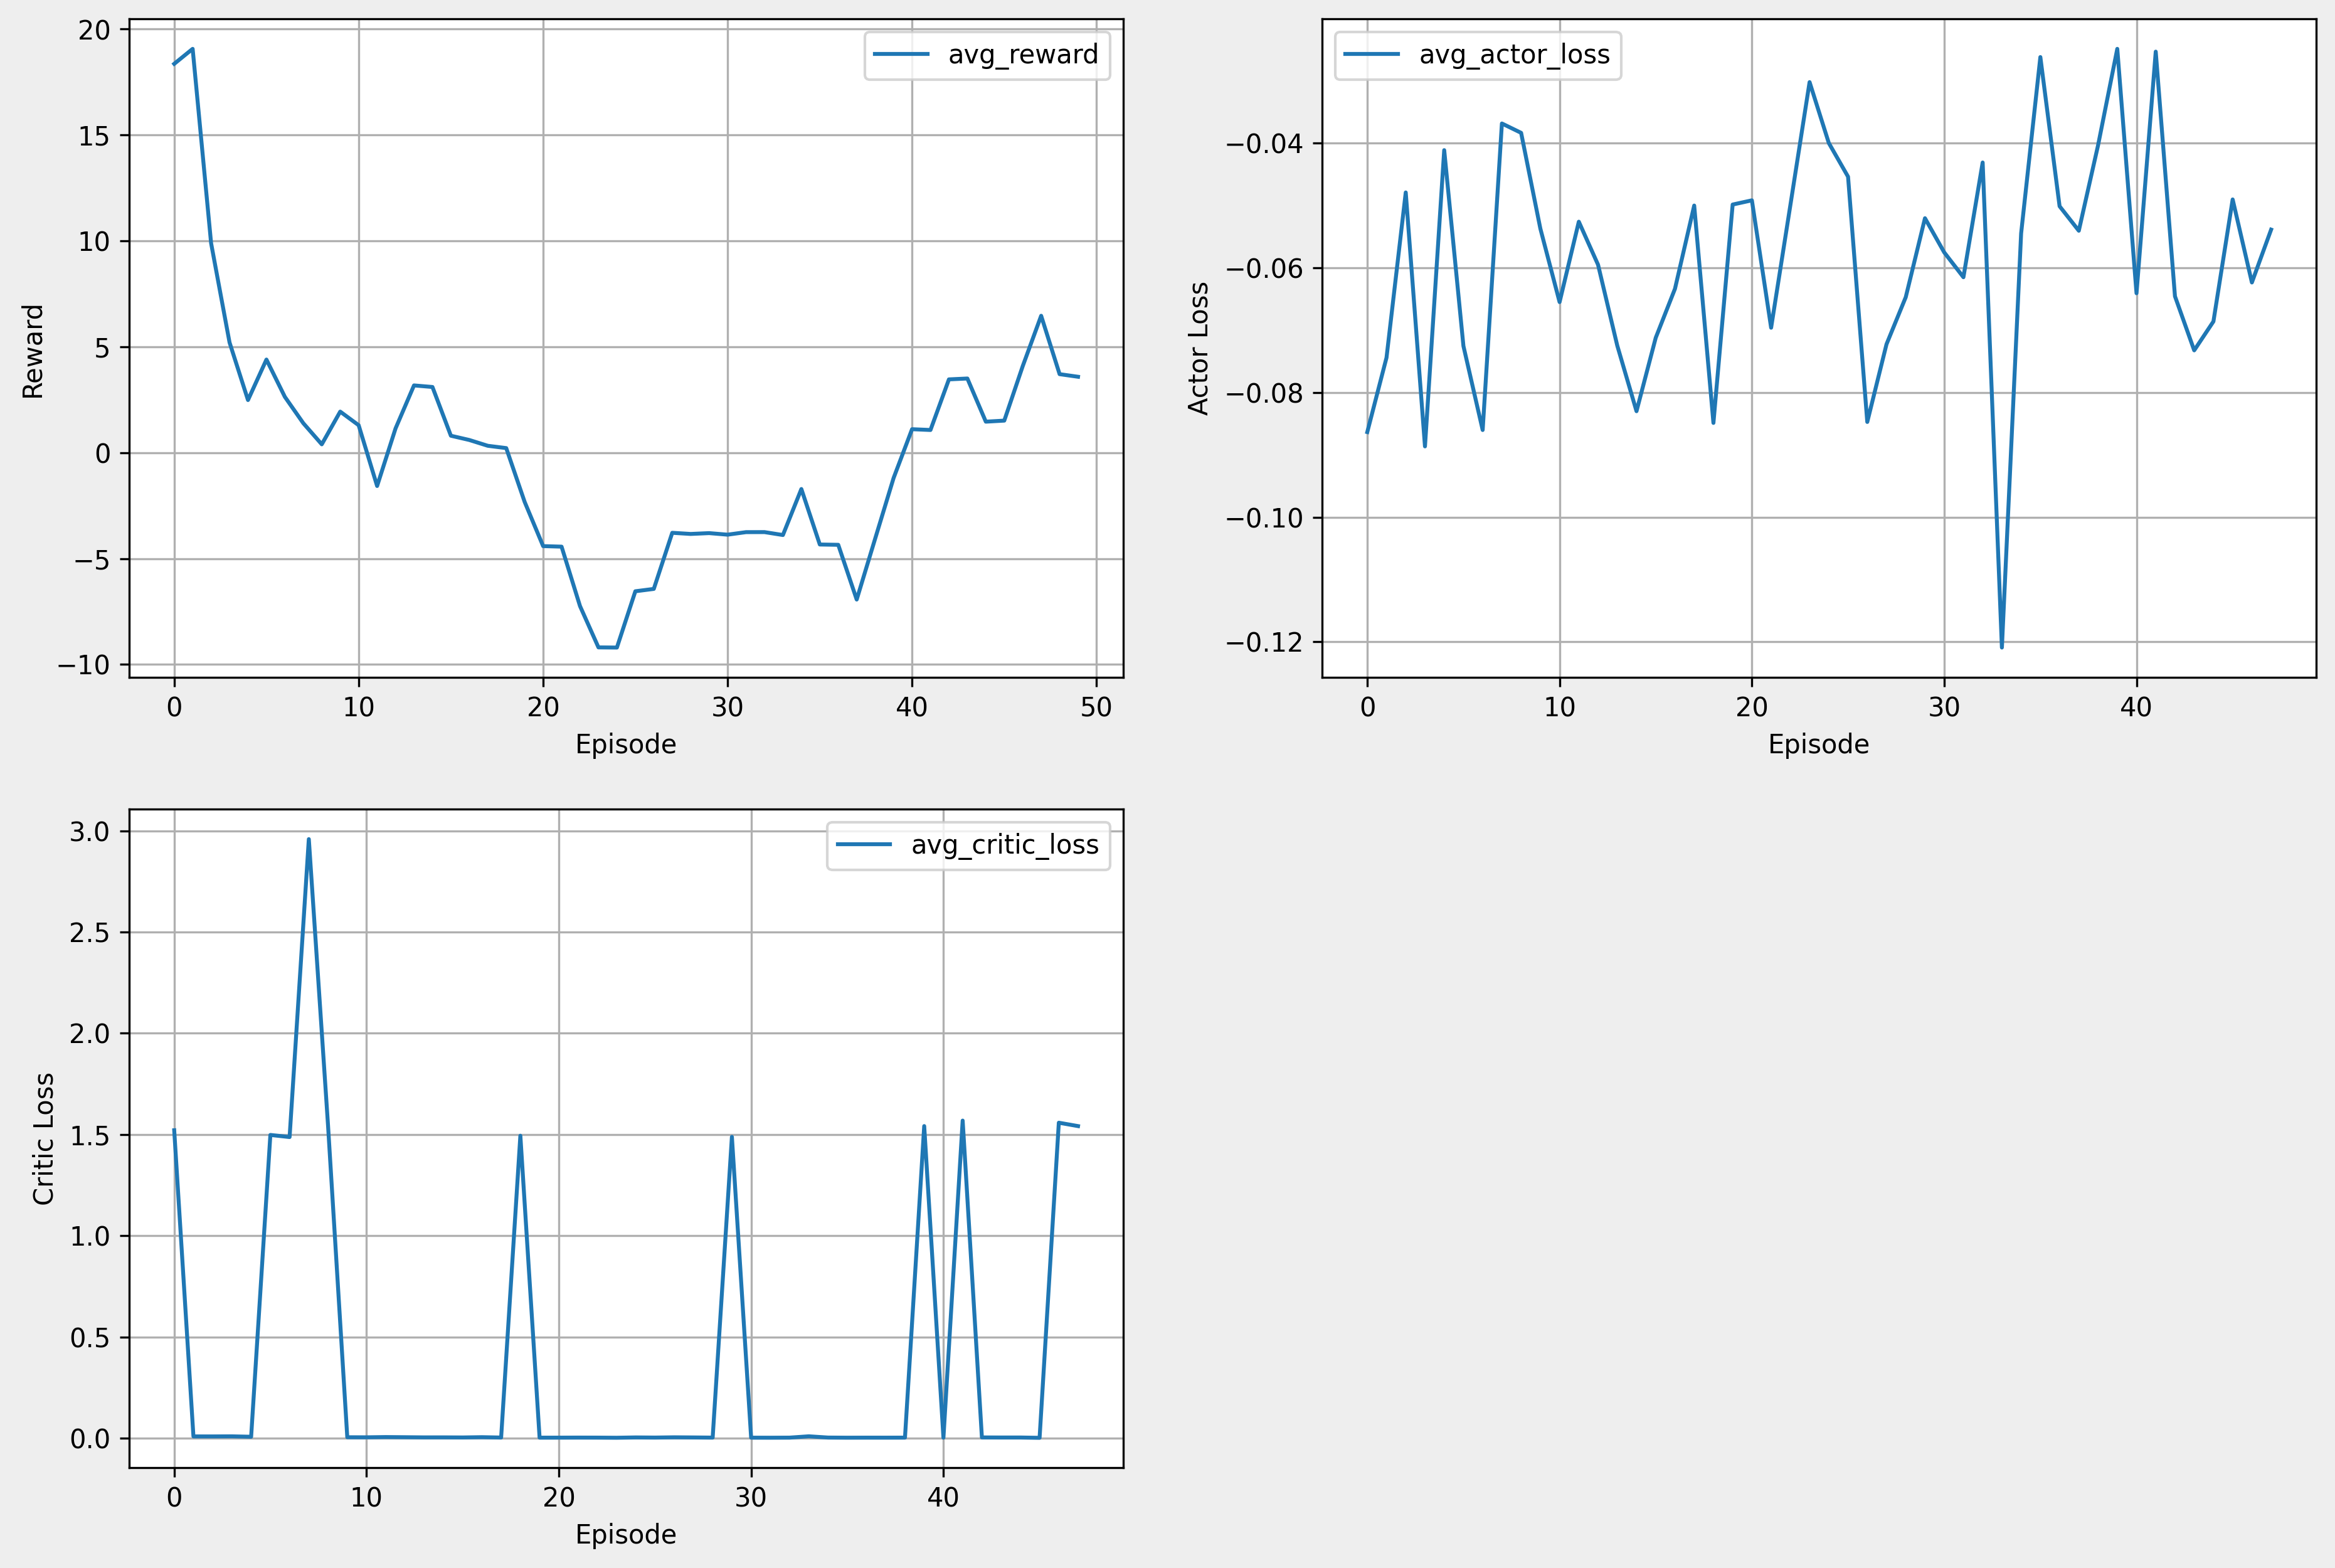 avg_reward
20
15
10
5
0
−5
−10
Reward
0 10 20 30 40 50
Episode
avg_actor_loss
−0.04
−0.06
−0.08
−0.10
−0.12
Actor Loss
0 10 20 30 40
Episode
avg_critic_loss
3.0
2.5
2.0
1.5
1.0
0.5
0.0
Critic Loss
0 10 20 30 40
Episode